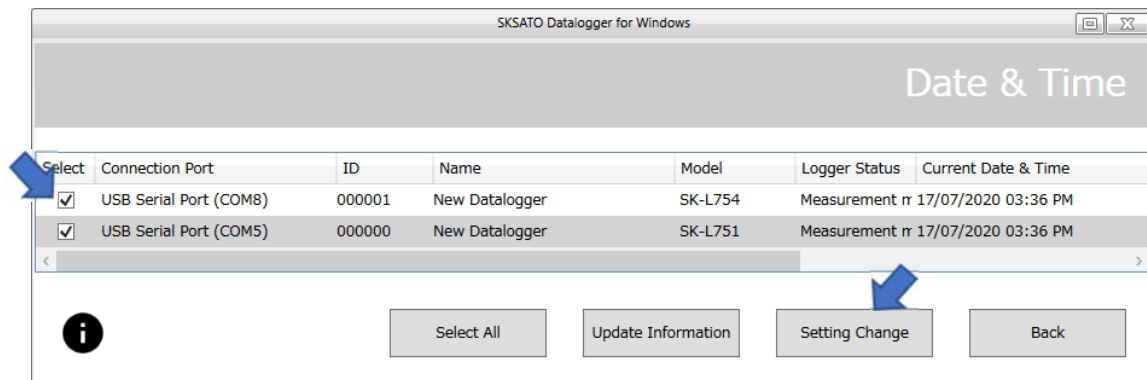 SKSATO Datalogger for Windows
Date & Time
Select Connection Port ID Name Model Logger Status Current Date & Time
USB Serial Port (COM8) 000001 New Datalogger SK-L754 Measurement m 17/07/2020 03:36 PM
USB Serial Port (COM5) 000000 New Datalogger SK-L751 Measurement m 17/07/2020 03:36 PM
i Select All Update Information Setting Change Back